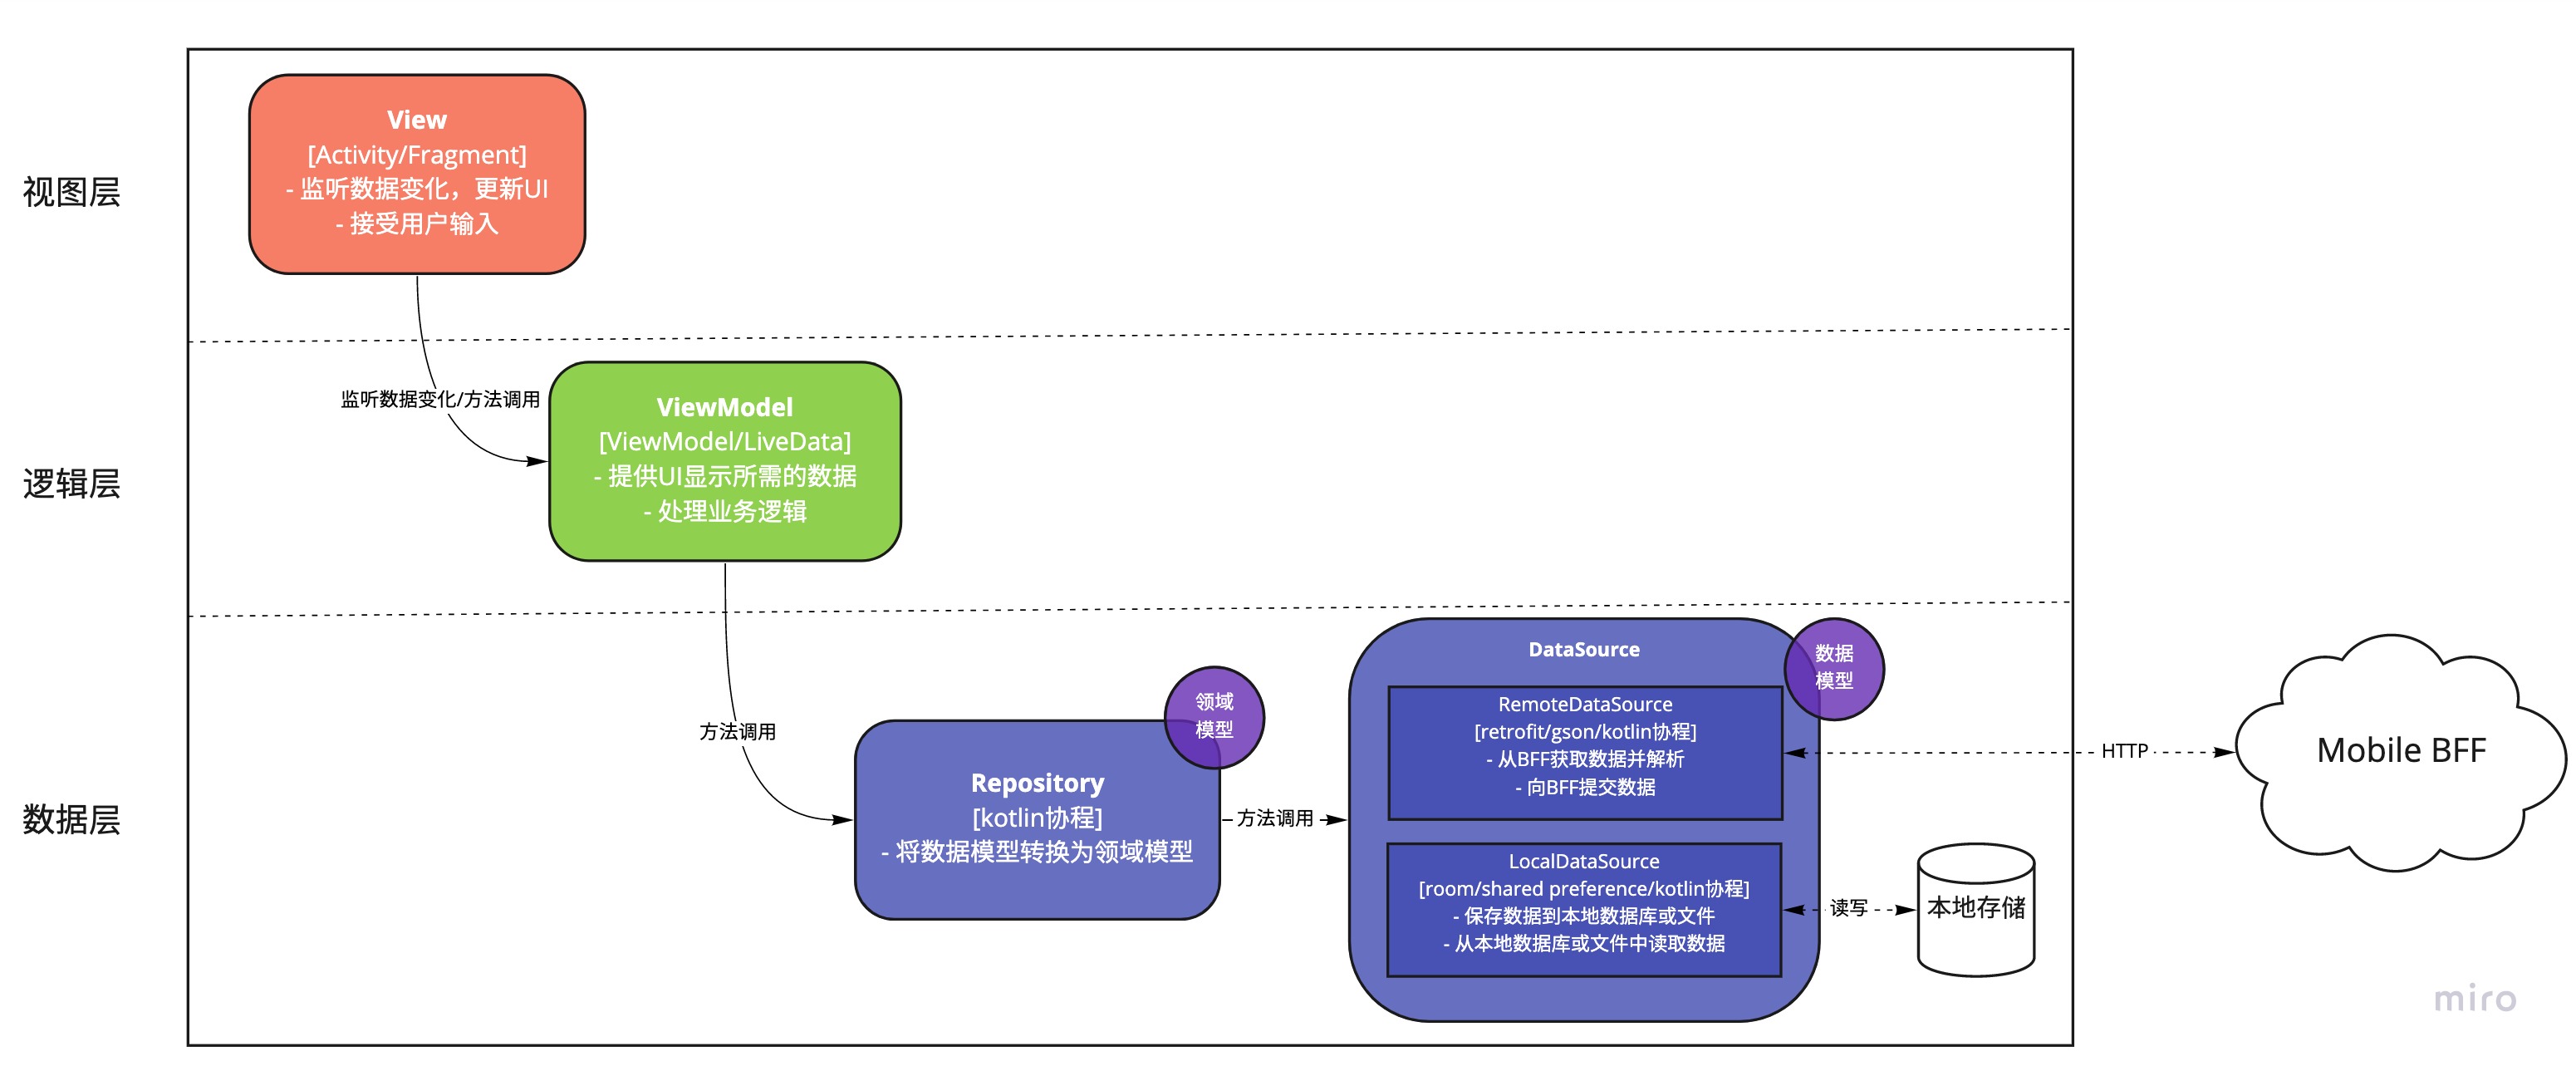 视图层
View
[Activity/Fragment]
- 监听数据变化，更新UI
- 接受用户输入
监听数据变化/方法调用
逻辑层
ViewModel
[ViewModel/LiveData]
- 提供UI显示所需的数据
- 处理业务逻辑
方法调用
数据层
领域
模型
Repository
[kotlin协程]
- 将数据模型转换为领域模型
方法调用
DataSource
数据
模型
RemoteDataSource
[retrofit/gson/kotlin协程]
- 从BFF获取数据并解析
- 向BFF提交数据
HTTP
Mobile BFF
LocalDataSource
[room/shared preference/kotlin协程]
- 保存数据到本地数据库或文件
- 从本地数据库或文件中读取数据
读写
本地存储
miro